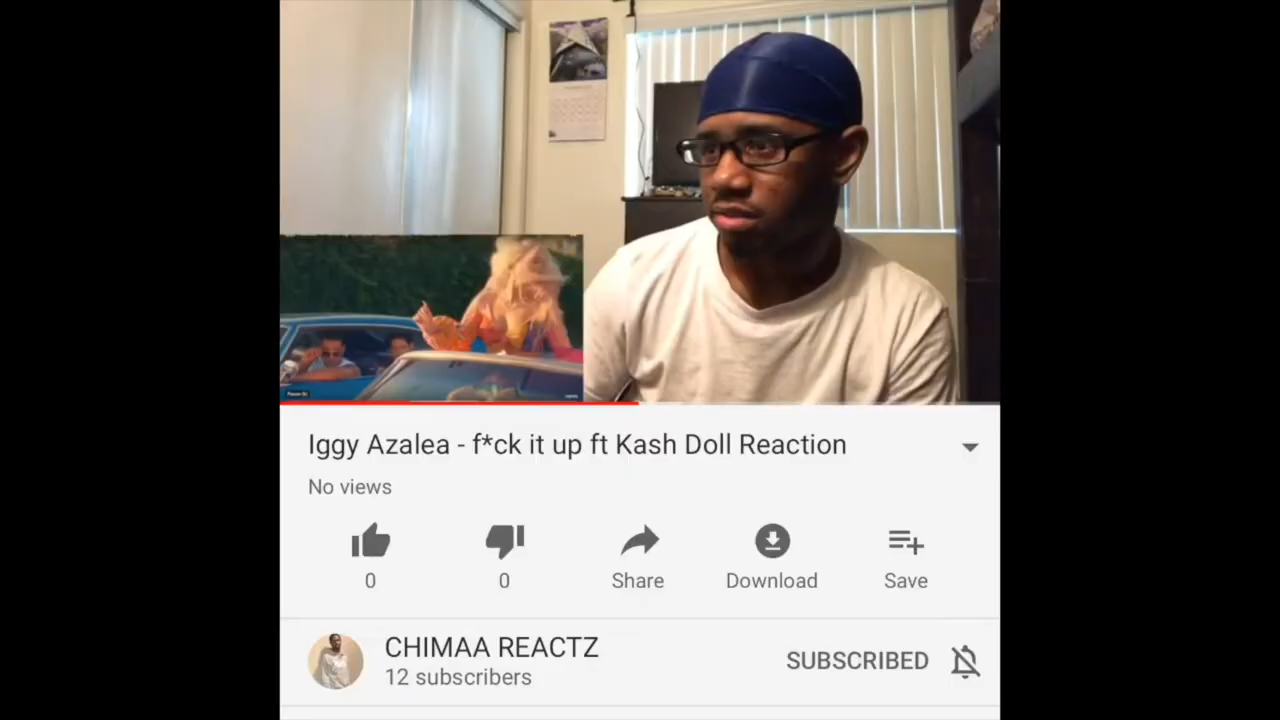 Iggy Azalea - f*ck it up ft Kash Doll Reaction
No views
0
0
Share
Download
Save
CHIMAA REACTZ
12 subscribers
SUBSCRIBED